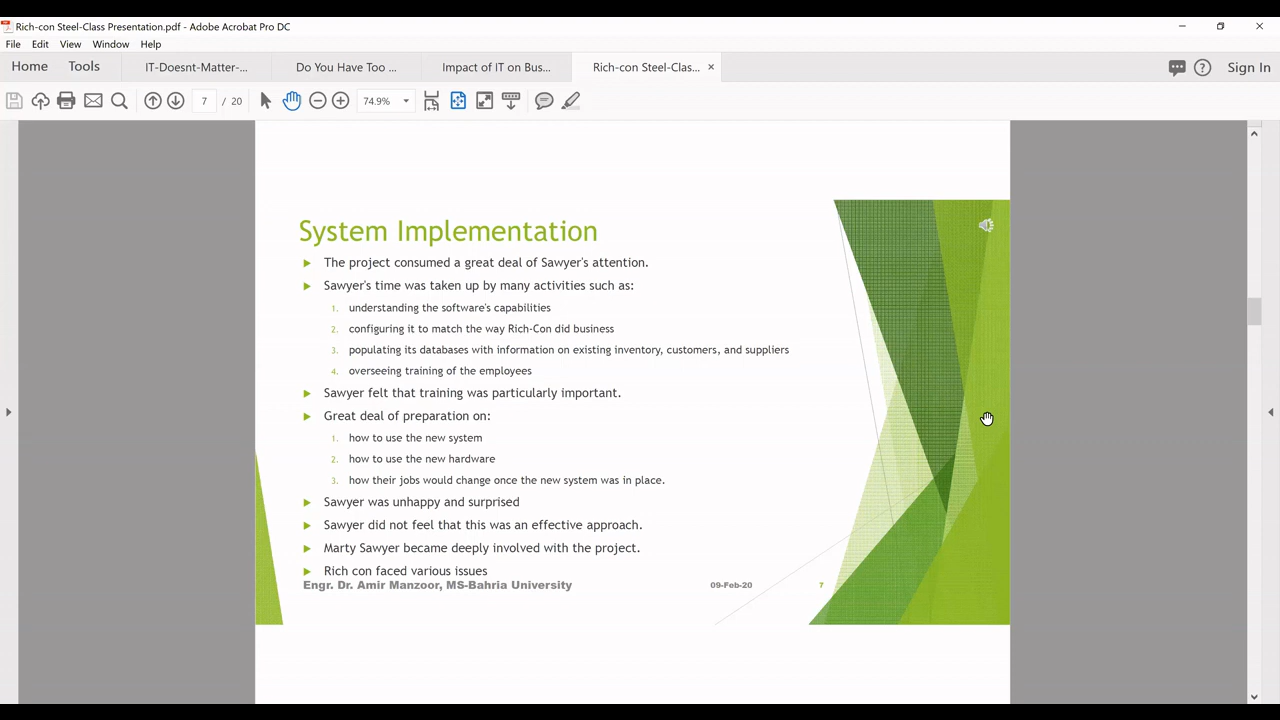 Rich-con Steel-Class Presentation.pdf - Adobe Acrobat Pro DC
File Edit View Window Help
Home Tools IT-Doesnt-Matter-... Do You Have Too ... Impact of IT on Bus... Rich-con Steel-Clas... × Sign In
7 / 20 74.9%
System Implementation
The project consumed a great deal of Sawyer's attention.
Sawyer's time was taken up by many activities such as:
1. understanding the software's capabilities
2. configuring it to match the way Rich-Con did business
3. populating its databases with information on existing inventory, customers, and suppliers
4. overseeing training of the employees
Sawyer felt that training was particularly important.
Great deal of preparation on:
1. how to use the new system
2. how to use the new hardware
3. how their jobs would change once the new system was in place.
Sawyer was unhappy and surprised
Sawyer did not feel that this was an effective approach.
Marty Sawyer became deeply involved with the project.
Rich con faced various issues
Engr. Dr. Amir Manzoor, MS-Bahria University 09-Feb-20 7